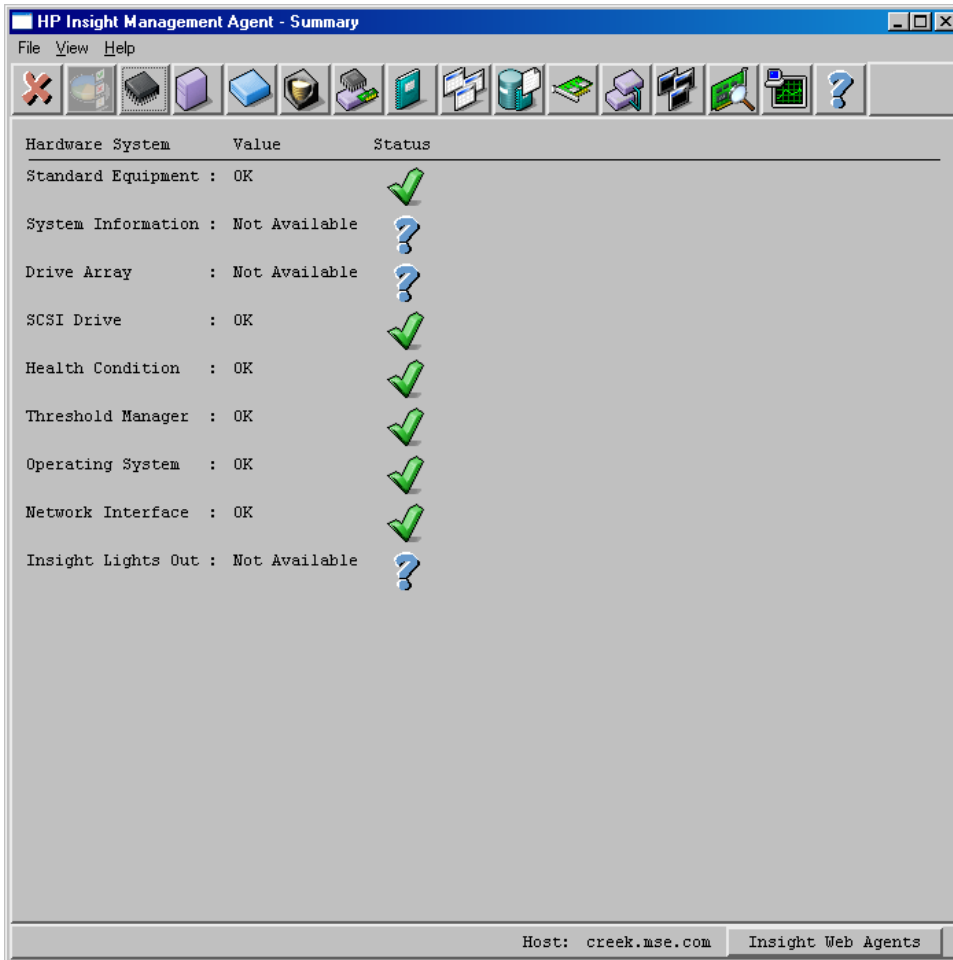 HP Insight Management Agent - Summary
File View Help
Hardware System Value Status
Standard Equipment : OK
System Information : Not Available
Drive Array : Not Available
SCSI Drive : OK
Health Condition : OK
Threshold Manager : OK
Operating System : OK
Network Interface : OK
Insight Lights Out : Not Available
Host: creek.mse.com Insight Web Agents